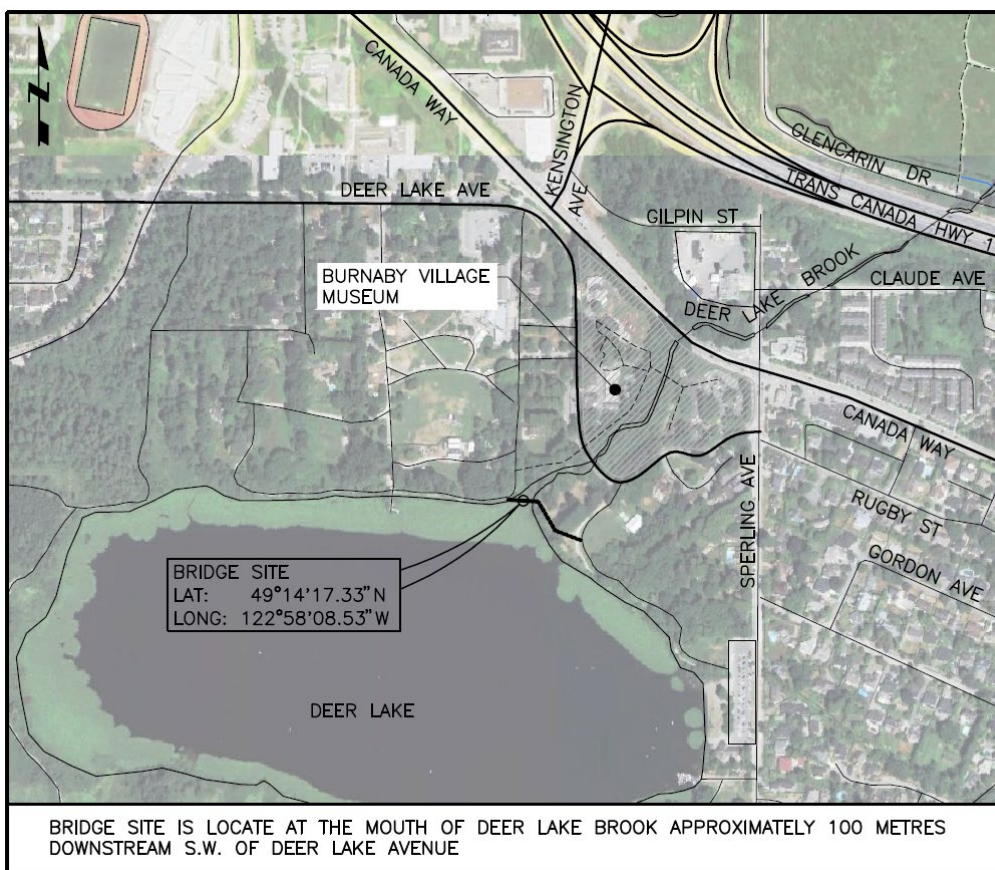 CANADA WAY
KENSINGTON
AVE
GLENCARIN DR
TRANS CANADA HWY 1
DEER LAKE AVE
GILPIN ST
BURNABY VILLAGE
MUSEUM
DEER LAKE BROOK
CLAUDE AVE
CANADA WAY
RUGBY ST
SPERLING AVE
GORDON AVE
BRIDGE SITE
LAT: 49°14'17.33"N
LONG: 122°58'08.53"W
DEER LAKE
BRIDGE SITE IS LOCATE AT THE MOUTH OF DEER LAKE BROOK APPROXIMATELY 100 METRES
DOWNSTREAM S.W. OF DEER LAKE AVENUE